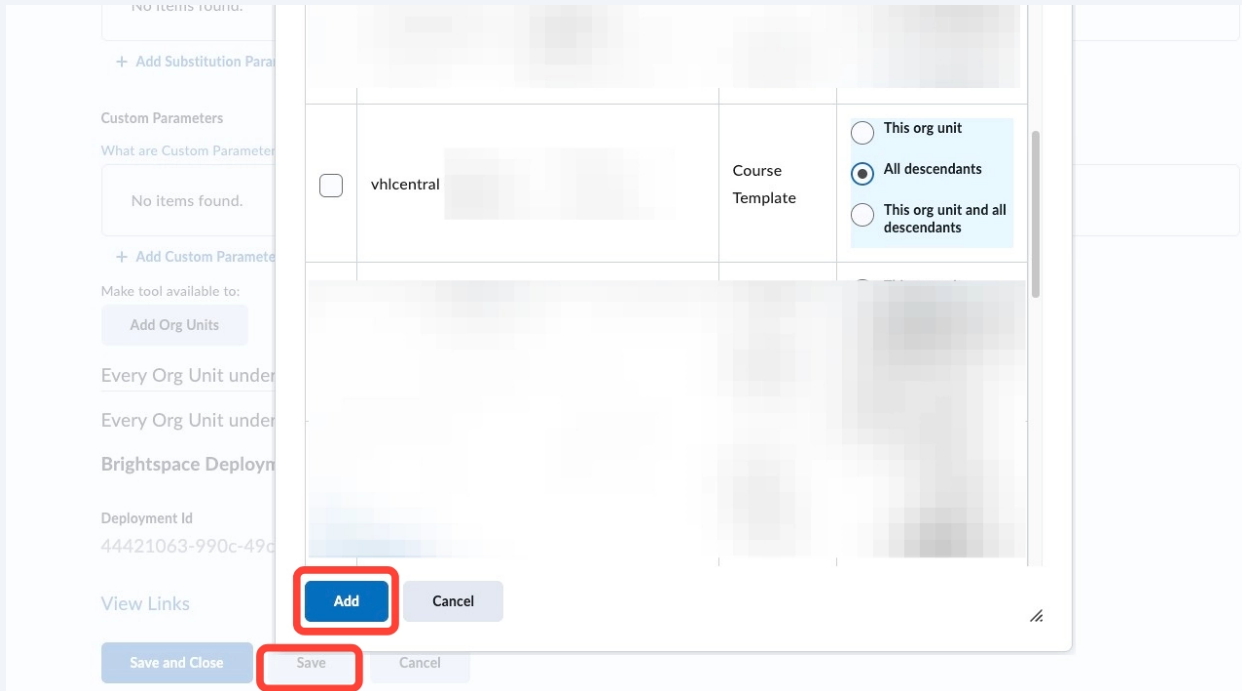 No items found.
+ Add Substitution Para
Custom Parameters
What are Custom Parameter
No items found.
+ Add Custom Paramete
Make tool available to:
Add Org Units
Every Org Unit under
Every Org Unit under
Brightspace Deploym
Deployment Id
44421063-990c-49c
View Links
Save and Close
Save
Cancel
vhlcentral
Course
Template
This org unit
All descendants
This org unit and all
descendants
Add
Cancel